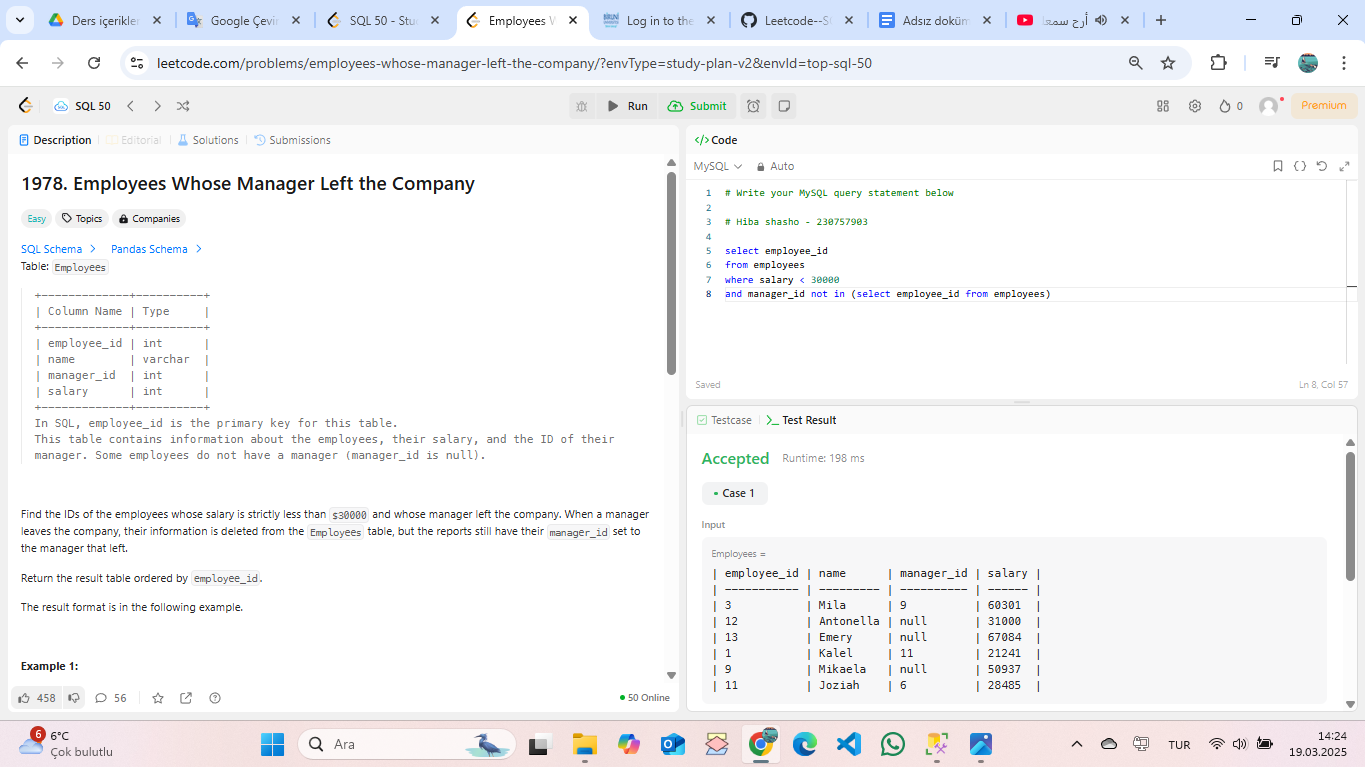 Ders içerikler
Google Çevir
SQL 50 - Stu
Employees W
Log in to the
Leetcode--S
Adsız doküm
أرح سمعا
leetcode.com/problems/employees-whose-manager-left-the-company/?envType=study-plan-v2&envId=top-sql-50
SQL 50
Run
Submit
0
Premium
Description
Editorial
Solutions
Submissions
1978. Employees Whose Manager Left the Company
Easy
Topics
Companies
SQL Schema
Pandas Schema
Table: Employees
+-------------+----------+
| Column Name | Type     |
+-------------+----------+
| employee_id | int      |
| name        | varchar  |
| manager_id  | int      |
| salary      | int      |
+-------------+----------+
In SQL, employee_id is the primary key for this table.
This table contains information about the employees, their salary, and the ID of their
manager. Some employees do not have a manager (manager_id is null).
Find the IDs of the employees whose salary is strictly less than $30000 and whose manager left the company. When a manager
leaves the company, their information is deleted from the Employees table, but the reports still have their manager_id set to
the manager that left.
Return the result table ordered by employee_id.
The result format is in the following example.
Example 1:
458
56
50 Online
Code
MySQL
Auto
1 # Write your MySQL query statement below
2
3 # Hiba shasho - 230757903
4
5 select employee_id
6 from employees
7 where salary < 30000
8 and manager_id not in (select employee_id from employees)
Saved
Ln 8, Col 57
Testcase
Test Result
Accepted
Runtime: 198 ms
Case 1
Input
Employees =
| employee_id | name      | manager_id | salary |
| ----------- | --------- | ---------- | ------ |
| 3           | Mila      | 9          | 60301  |
| 12          | Antonella | null       | 31000  |
| 13          | Emery     | null       | 67084  |
| 1           | Kalel     | 11         | 21241  |
| 9           | Mikaela   | null       | 50937  |
| 11          | Joziah    | 6          | 28485  |
6
6°C
Çok bulutlu
Ara
TUR
14:24
19.03.2025